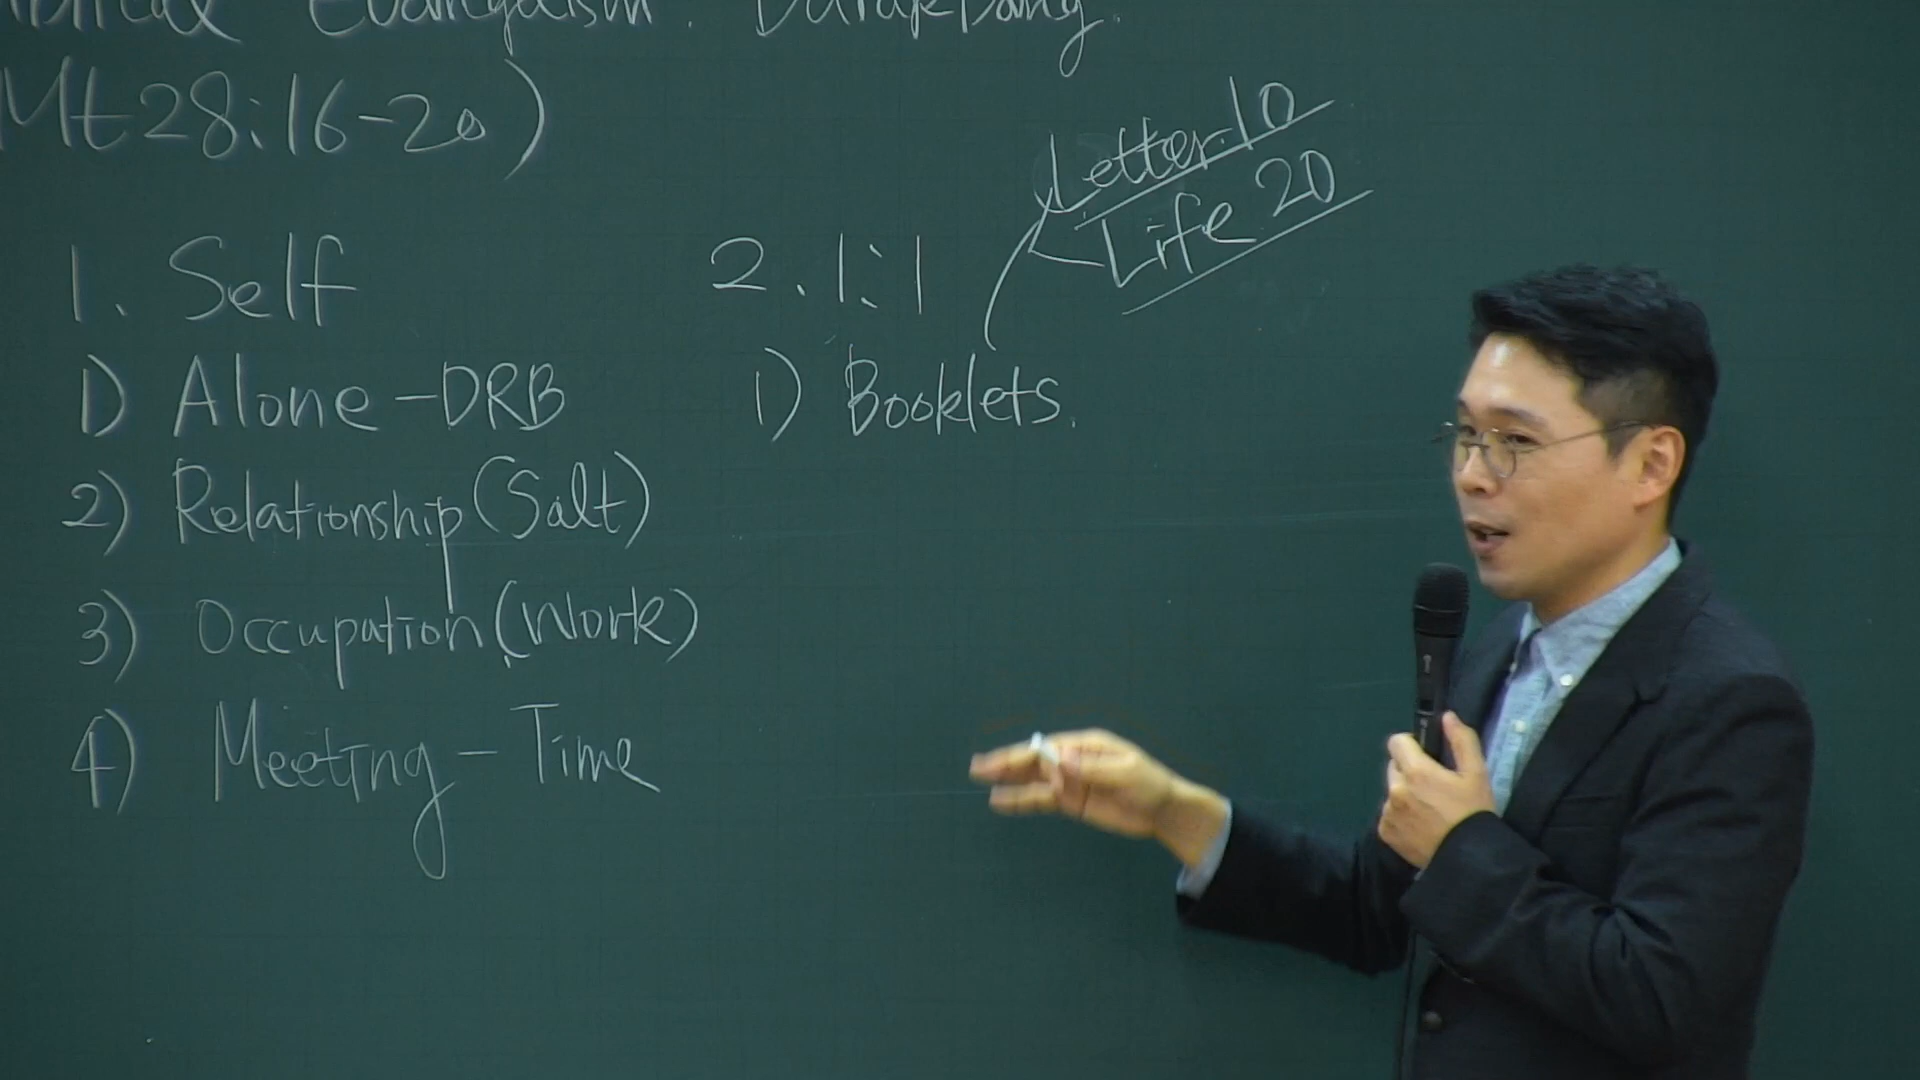 Evangelism. Darakbang.
(Mt 28:16-20)
1. Self
1) Alone - DRB
2) Relationship (Salt)
3) Occupation (Work)
4) Meeting - Time
2. 1:1
1) Booklets.
Letter 10
Life 20